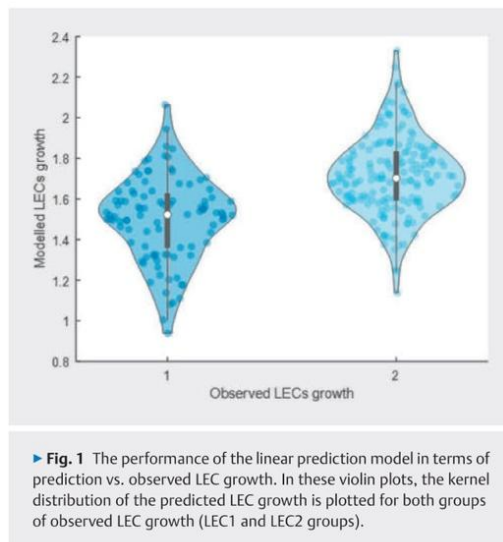 2.4
2.2
2
1.8
1.6
1.4
1.2
1
0.8
Modelled LECs growth
1
2
Observed LECs growth
► Fig. 1 The performance of the linear prediction model in terms of
prediction vs. observed LEC growth. In these violin plots, the kernel
distribution of the predicted LEC growth is plotted for both groups
of observed LEC growth (LEC1 and LEC2 groups).